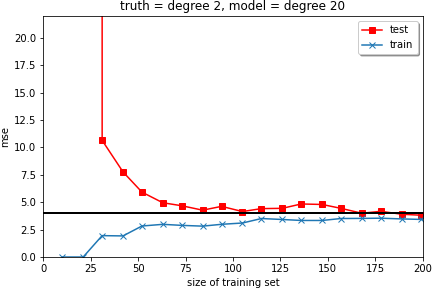 truth = degree 2, model = degree 20
mse
20.0
17.5
15.0
12.5
10.0
7.5
5.0
2.5
0.0
test
train
0 25 50 75 100 125 150 175 200
size of training set